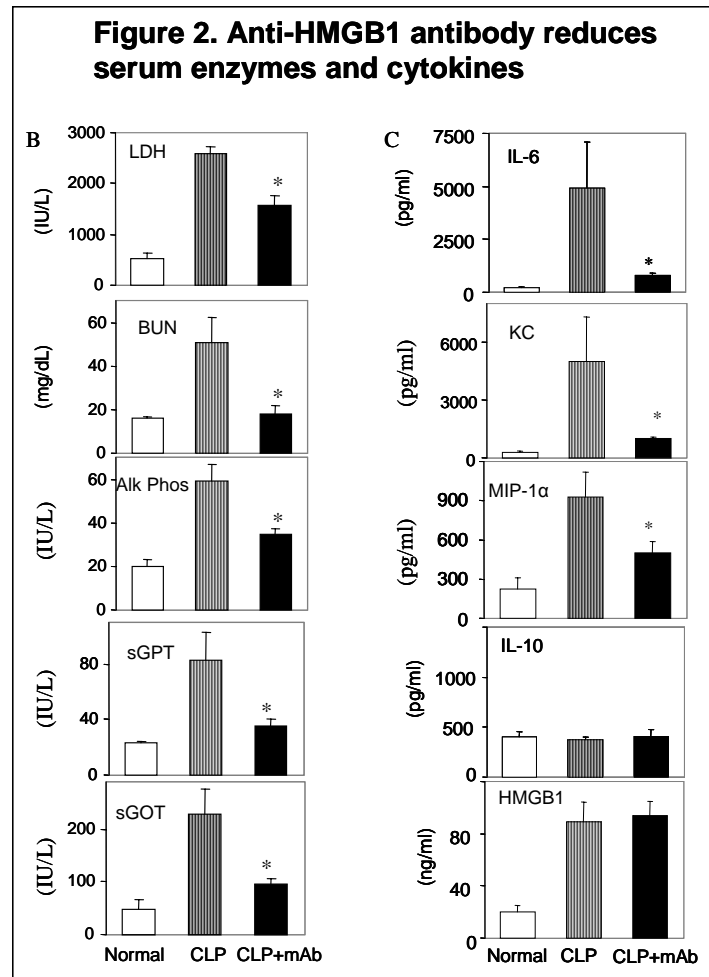 Figure 2. Anti-HMGB1 antibody reduces
serum enzymes and cytokines
B
LDH
(IU/L)
3000
2000
1000
0
*
BUN
(mg/dL)
60
40
20
0
*
Alk Phos
(IU/L)
60
40
20
0
*
sGPT
(IU/L)
80
40
0
*
sGOT
(IU/L)
200
100
0
*
Normal CLP CLP+mAb
C
IL-6
(pg/ml)
7500
5000
2500
0
*
KC
(pg/ml)
6000
3000
0
*
MIP-1α
(pg/ml)
900
600
300
0
*
IL-10
(pg/ml)
1000
500
0
HMGB1
(ng/ml)
80
40
0
Normal CLP CLP+mAb